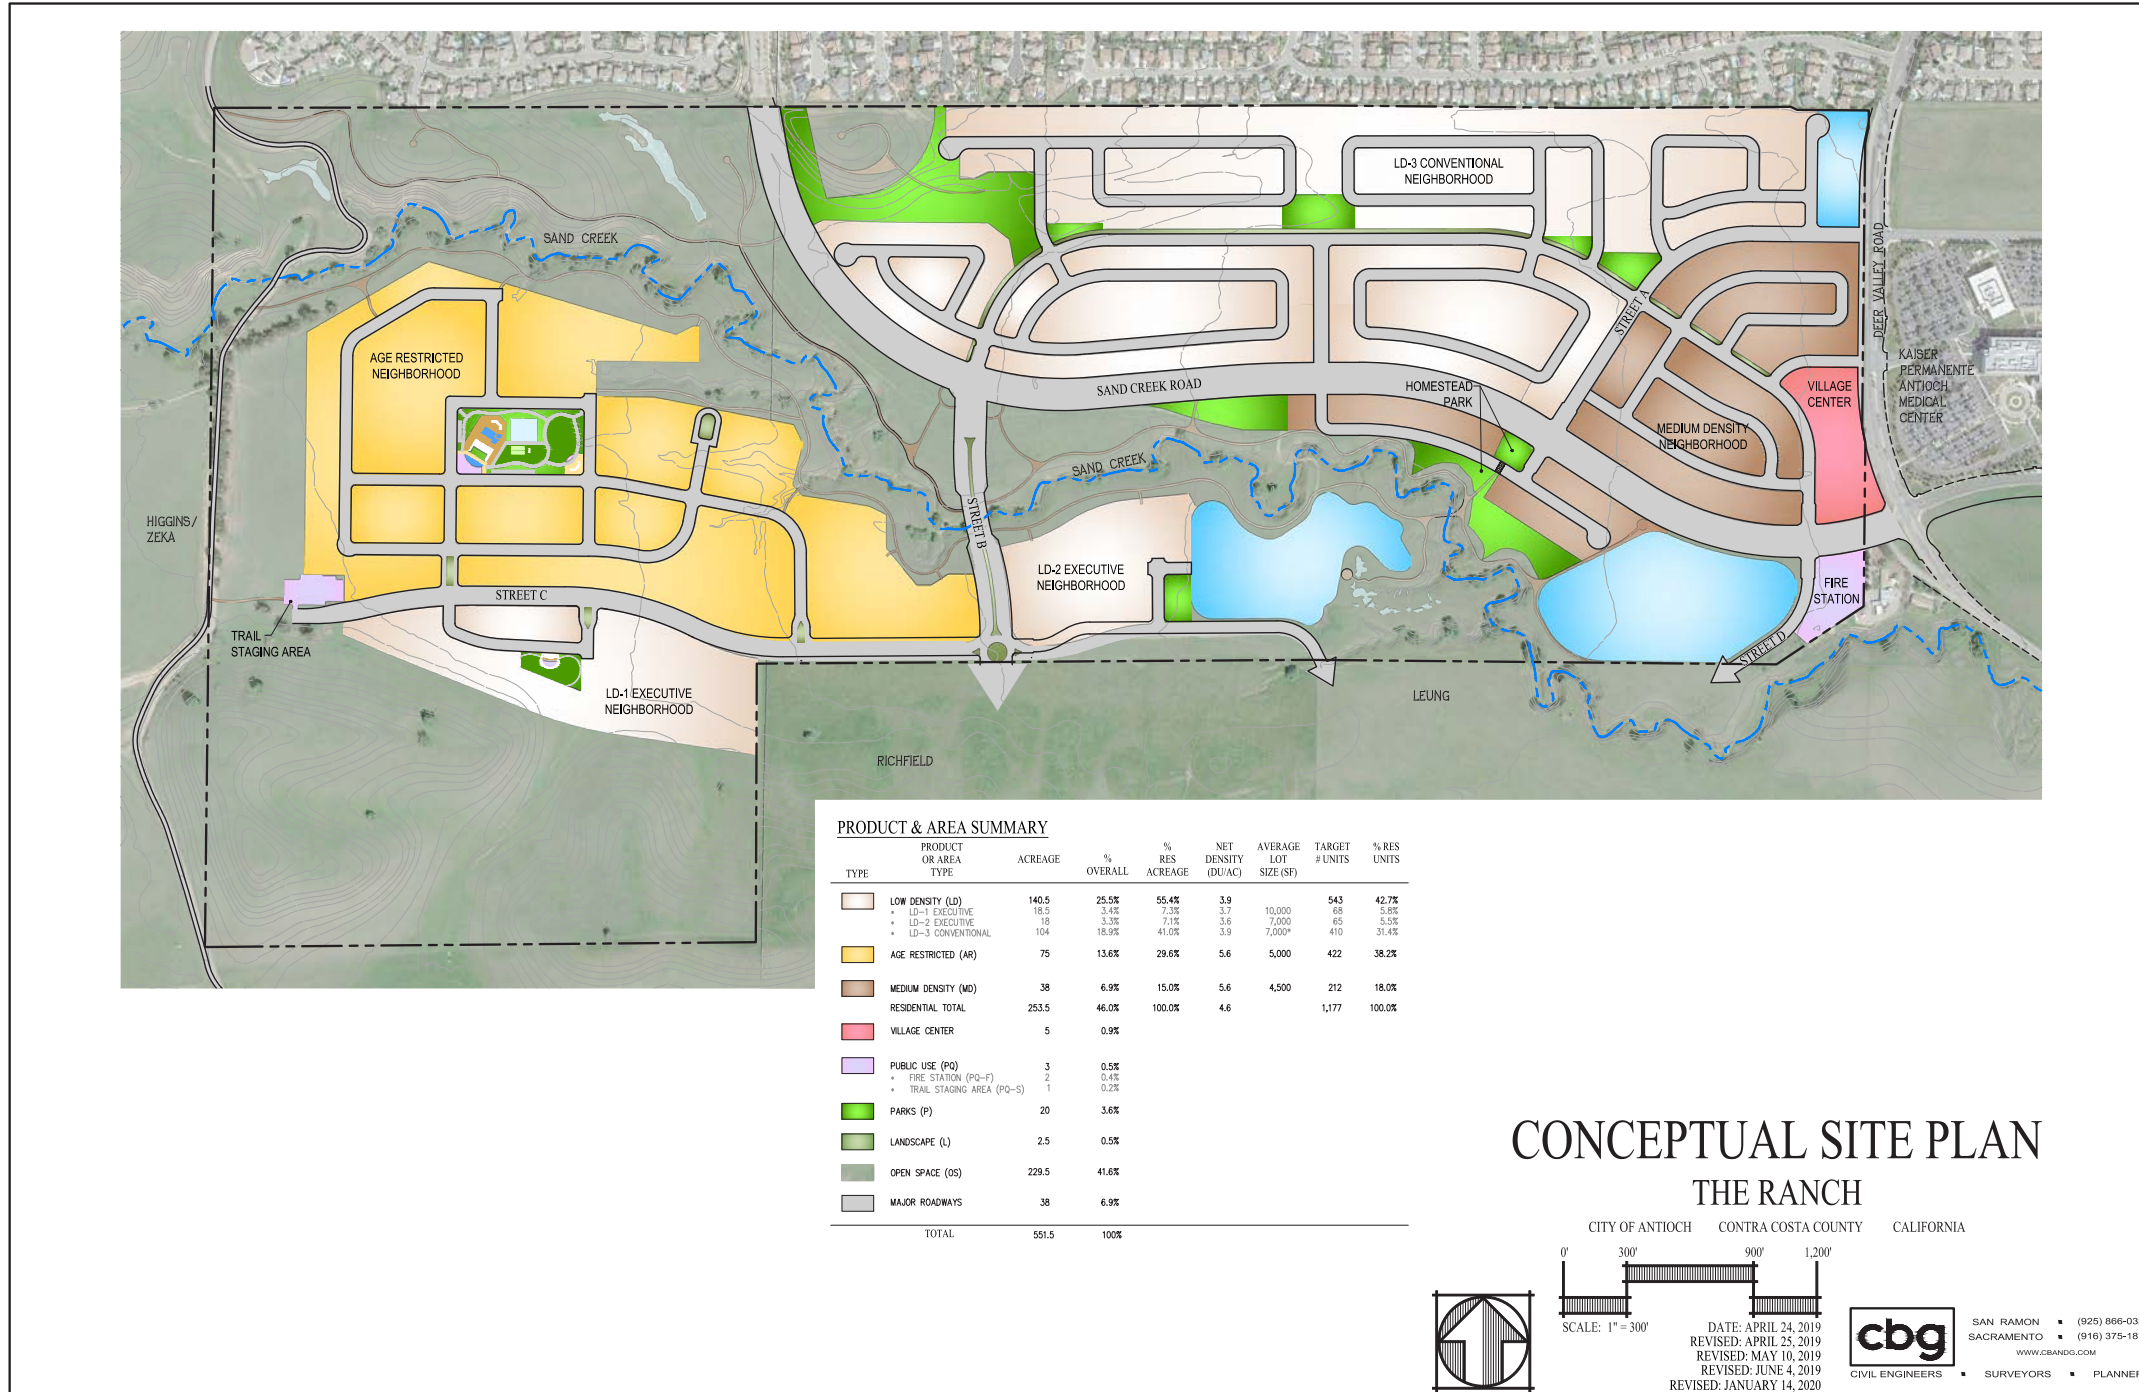 SAND CREEK
LD-3 CONVENTIONAL
NEIGHBORHOOD
DEER VALLEY ROAD
STREET A
AGE RESTRICTED
NEIGHBORHOOD
KAISER
PERMANENTE
ANTIOCH
MEDICAL
CENTER
SAND CREEK ROAD
HOMESTEAD
PARK
VILLAGE
CENTER
MEDIUM DENSITY
NEIGHBORHOOD
SAND CREEK
STREET B
HIGGINS/
ZEKA
LD-2 EXECUTIVE
NEIGHBORHOOD
FIRE
STATION
STREET C
TRAIL
STAGING AREA
STREET D
LD-1 EXECUTIVE
NEIGHBORHOOD
LEUNG
RICHFIELD
PRODUCT & AREA SUMMARY
TYPE PRODUCT OR AREA TYPE ACREAGE % OVERALL % RES ACREAGE NET DENSITY (DU/AC) AVERAGE LOT SIZE (SF) TARGET # UNITS % RES UNITS
LOW DENSITY (LD) 140.5 25.5% 55.4% 3.9 543 42.7%
• LD-1 EXECUTIVE 18.5 3.4% 7.3% 3.7 10,000 68 5.8%
• LD-2 EXECUTIVE 18 3.3% 7.1% 3.6 7,000 65 5.5%
• LD-3 CONVENTIONAL 104 18.9% 41.0% 3.9 7,000* 410 31.4%
AGE RESTRICTED (AR) 75 13.6% 29.6% 5.6 5,000 422 38.2%
MEDIUM DENSITY (MD) 38 6.9% 15.0% 5.6 4,500 212 18.0%
RESIDENTIAL TOTAL 253.5 46.0% 100.0% 4.6 1,177 100.0%
VILLAGE CENTER 5 0.9%
PUBLIC USE (PQ) 3 0.5%
• FIRE STATION (PQ-F) 2 0.4%
• TRAIL STAGING AREA (PQ-S) 1 0.2%
PARKS (P) 20 3.6%
LANDSCAPE (L) 2.5 0.5%
OPEN SPACE (OS) 229.5 41.6%
MAJOR ROADWAYS 38 6.9%
TOTAL 551.5 100%
CONCEPTUAL SITE PLAN
THE RANCH
CITY OF ANTIOCH CONTRA COSTA COUNTY CALIFORNIA
0' 300' 900' 1,200'
SCALE: 1" = 300'
DATE: APRIL 24, 2019
REVISED: APRIL 25, 2019
REVISED: MAY 10, 2019
REVISED: JUNE 4, 2019
REVISED: JANUARY 14, 2020
cbg
SAN RAMON ▪ (925) 866-03
SACRAMENTO ▪ (916) 375-18
WWW.CBANDG.COM
CIVIL ENGINEERS ▪ SURVEYORS ▪ PLANNER